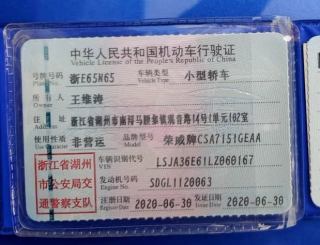 中华人民共和国机动车行驶证
Vehicle License of the People's Republic of China
号牌号码 浙E65N65 车辆类型 小型轿车
Plate No. Vehicle Type
所有人 王维涛
Owner
住址 浙江省湖州市南浔马腰参镇观音路14号1单元102室
Address
使用性质 非营运 品牌型号 荣威牌CSA7151GEAA
Use Character Model
浙江省湖州 车辆识别代号 LSJA36E61LZ060167
VIN
市公安局交 发动机号码 SDGL1120063
Engine No.
通警察支队 注册日期 2020-06-30 发证日期 2020-06-30
Register Date Issue Date